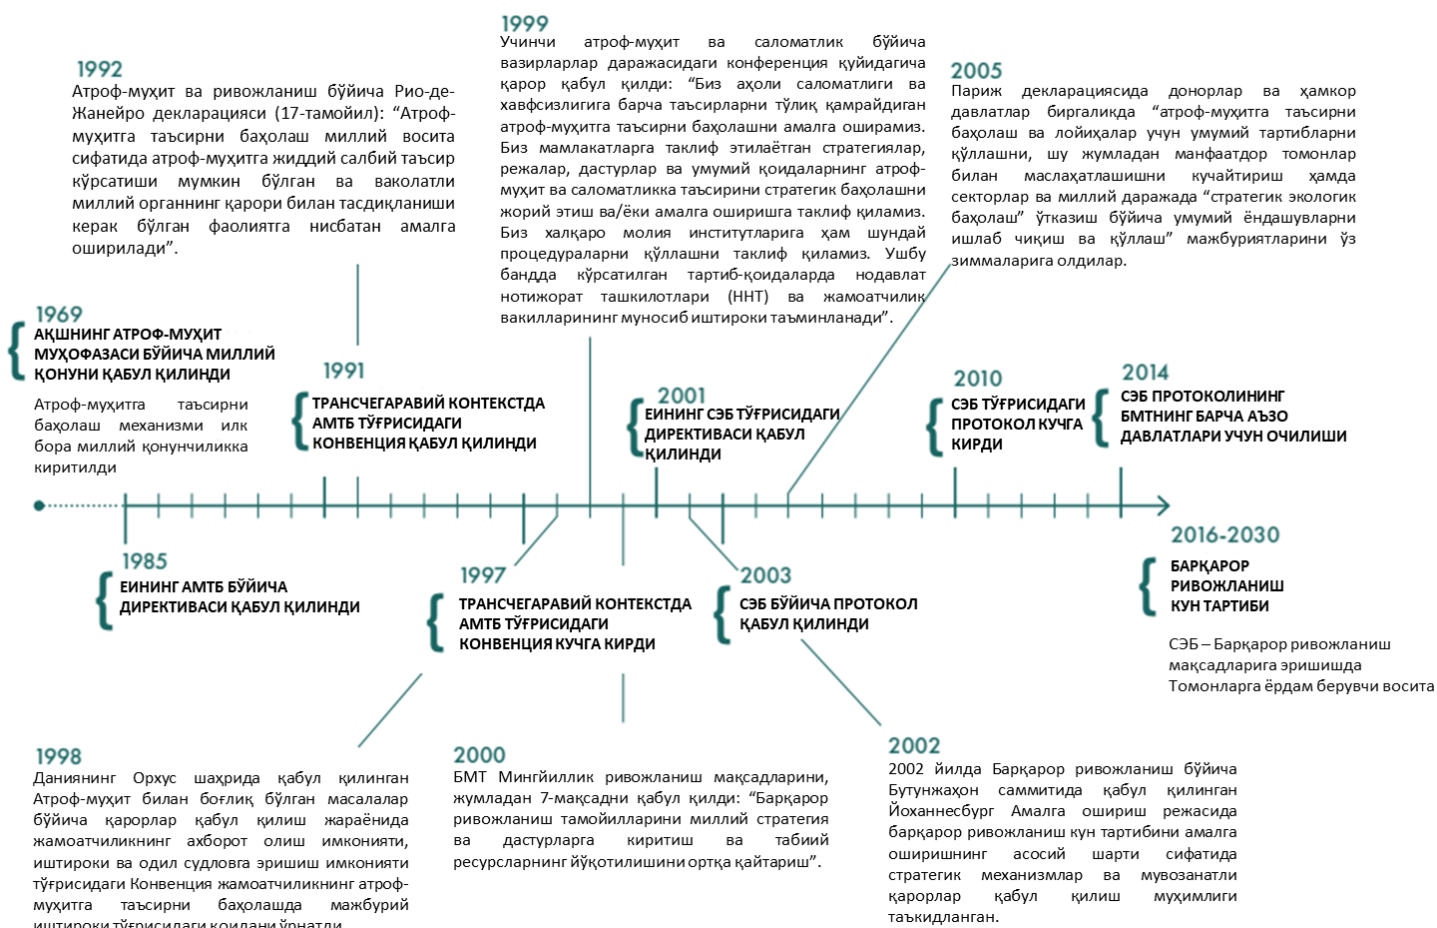 1999
Учинчи атроф-муҳит ва саломатлик бўйича
вазирларлар даражасидаги конференция қуйидагича
қарор қабул қилди: “Биз аҳоли саломатлиги ва
хавфсизлигига барча таъсирларни тўлиқ қамрайдиган
атроф-муҳитга таъсирни баҳолашни амалга оширамиз.
Биз мамлакатларга таклиф этилаётган стратегиялар,
режалар, дастурлар ва умумий қоидаларнинг атроф-
муҳит ва саломатликка таъсирини стратегик баҳолашни
жорий этиш ва/ёки амалга оширишга таклиф қиламиз.
Биз халқаро молия институтларига ҳам шундай
процедураларни қўллашни таклиф қиламиз. Ушбу
бандда кўрсатилган тартиб-қоидаларда нодавлат
нотижорат ташкилотлари (ННТ) ва жамоатчилик
вакилларининг муносиб иштироки таъминланади”.
1992
Атроф-муҳит ва ривожланиш бўйича Рио-де-
Жанейро декларацияси (17-тамойил): “Атроф-
муҳитга таъсирни баҳолаш миллий восита
сифатида атроф-муҳитга жиддий салбий таъсир
кўрсатиши мумкин бўлган ва ваколатли
миллий органнинг қарори билан тасдиқланиши
керак бўлган фаолиятга нисбатан амалга
оширилади”.
2005
Париж декларациясида донорлар ва ҳамкор
давлатлар биргаликда “атроф-муҳитга таъсирни
баҳолаш ва лойиҳалар учун умумий тартибларни
қўллашни, шу жумладан манфаатдор томонлар
билан маслаҳатлашишни кучайтириш ҳамда
секторлар ва миллий даражада “стратегик экологик
баҳолаш” ўтказиш бўйича умумий ёндашувларни
ишлаб чиқиш ва қўллаш” мажбуриятларини ўз
зиммаларига олдилар.
1969
АҚШНИНГ АТРОФ-МУҲИТ
МУҲОФАЗАСИ БЎЙИЧА МИЛЛИЙ
ҚОНУНИ ҚАБУЛ ҚИЛИНДИ
Атроф-муҳитга таъсирни
баҳолаш механизми илк
бора миллий қонунчиликка
киритилди
1991
ТРАНСЧЕГАРАВИЙ КОНТЕКСТДА
АМТБ ТЎҒРИСИДАГИ
КОНВЕНЦИЯ ҚАБУЛ ҚИЛИНДИ
2001
ЕИНИНГ СЭБ ТЎҒРИСИДАГИ
ДИРЕКТИВАСИ ҚАБУЛ
ҚИЛИНДИ
2010
СЭБ ТЎҒРИСИДАГИ
ПРОТОКОЛ КУЧГА
КИРДИ
2014
СЭБ ПРОТОКОЛИНИНГ
БМТНИНГ БАРЧА АЪЗО
ДАВЛАТЛАРИ УЧУН ОЧИЛИШИ
1985
ЕИНИНГ АМТБ БЎЙИЧА
ДИРЕКТИВАСИ ҚАБУЛ ҚИЛИНДИ
1997
ТРАНСЧЕГАРАВИЙ КОНТЕКСТДА
АМТБ ТЎҒРИСИДАГИ
КОНВЕНЦИЯ КУЧГА КИРДИ
2003
СЭБ БЎЙИЧА ПРОТОКОЛ
ҚАБУЛ ҚИЛИНДИ
2016-2030
БАРҚАРОР
РИВОЖЛАНИШ
КУН ТАРТИБИ
СЭБ – Барқарор ривожланиш
мақсадларига эришишда
Томонларга ёрдам берувчи восита
1998
Даниянинг Орхус шаҳрида қабул қилинган
Атроф-муҳит билан боғлиқ бўлган масалалар
бўйича қарорлар қабул қилиш жараёнида
жамоатчиликнинг ахборот олиш имконияти,
иштироки ва одил судловга эришиш имконияти
тўғрисидаги Конвенция жамоатчиликнинг атроф-
муҳитга таъсирни баҳолашда мажбурий
иштироки тўғрисидаги қоидани ўрнатди
2000
БМТ Мингйиллик ривожланиш мақсадларини,
жумладан 7-мақсадни қабул қилди: “Барқарор
ривожланиш тамойилларини миллий стратегия
ва дастурларга киритиш ва табиий
ресурсларнинг йўқотилишини ортқа қайтариш”.
2002
2002 йилда Барқарор ривожланиш бўйича
Бутунжаҳон саммитида қабул қилинган
Йоханнесбург Амалга ошириш режасида
барқарор ривожланиш кун тартибини амалга
оширишнинг асосий шарти сифатида
стратегик механизмлар ва мувозанатли
қарорлар қабул қилиш муҳимлиги
таъкидланган.